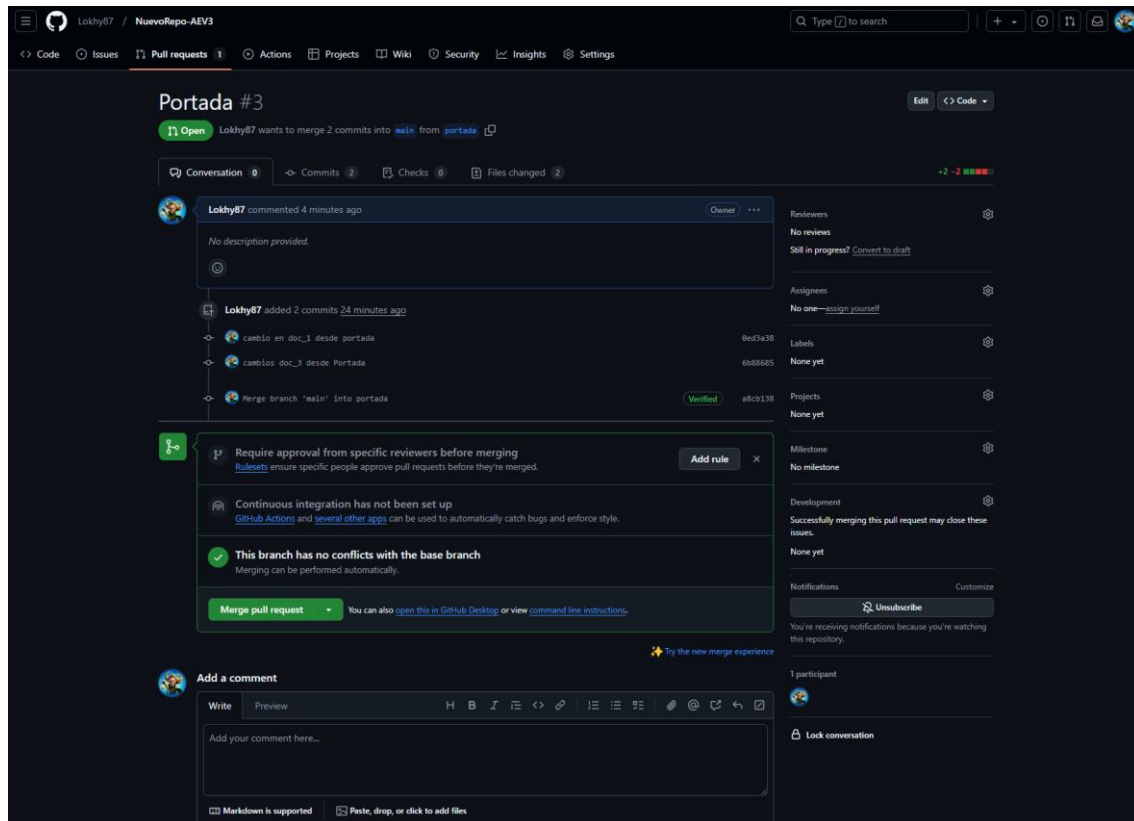 Lokhy87 / NuevoRepo-AEV3
Type / to search
Code Issues Pull requests 1 Actions Projects Wiki Security Insights Settings
Portada #3
Edit <> Code
Open Lokhy87 wants to merge 2 commits into main from portada
Conversation 0 Commits 2 Checks 0 Files changed 2
+2 −2
Lokhy87 commented 4 minutes ago
Owner ...
No description provided.
Lokhy87 added 2 commits 24 minutes ago
cambio en doc_1 desde portada 0ed3a38
cambios doc_3 desde Portada 6b88685
Merge branch 'main' into portada Verified a8cb138
Require approval from specific reviewers before merging
Rulesets ensure specific people approve pull requests before they're merged.
Add rule
Continuous integration has not been set up
GitHub Actions and several other apps can be used to automatically catch bugs and enforce style.
This branch has no conflicts with the base branch
Merging can be performed automatically.
Merge pull request You can also open this in GitHub Desktop or view command line instructions.
Try the new merge experience
Add a comment
Write Preview
H B I
Add your comment here...
Markdown is supported Paste, drop, or click to add files
Reviewers
No reviews
Still in progress? Convert to draft
Assignees
No one—assign yourself
Labels
None yet
Projects
None yet
Milestone
No milestone
Development
Successfully merging this pull request may close these
issues.
None yet
Notifications Customize
Unsubscribe
You're receiving notifications because you're watching
this repository.
1 participant
Lock conversation